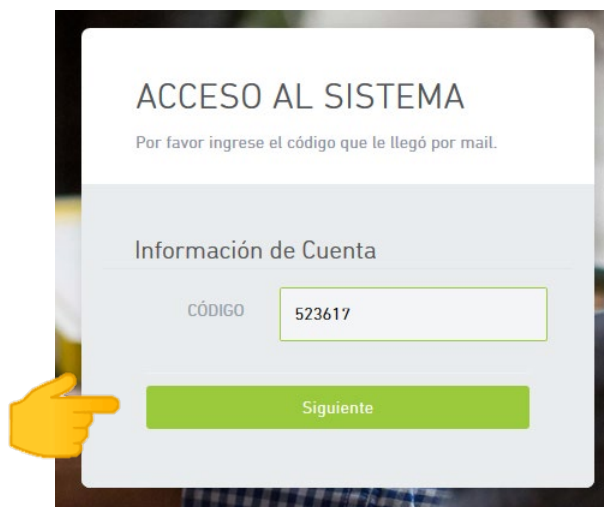 ACCESO AL SISTEMA
Por favor ingrese el código que le llegó por mail.
Información de Cuenta
CÓDIGO
523617
Siguiente